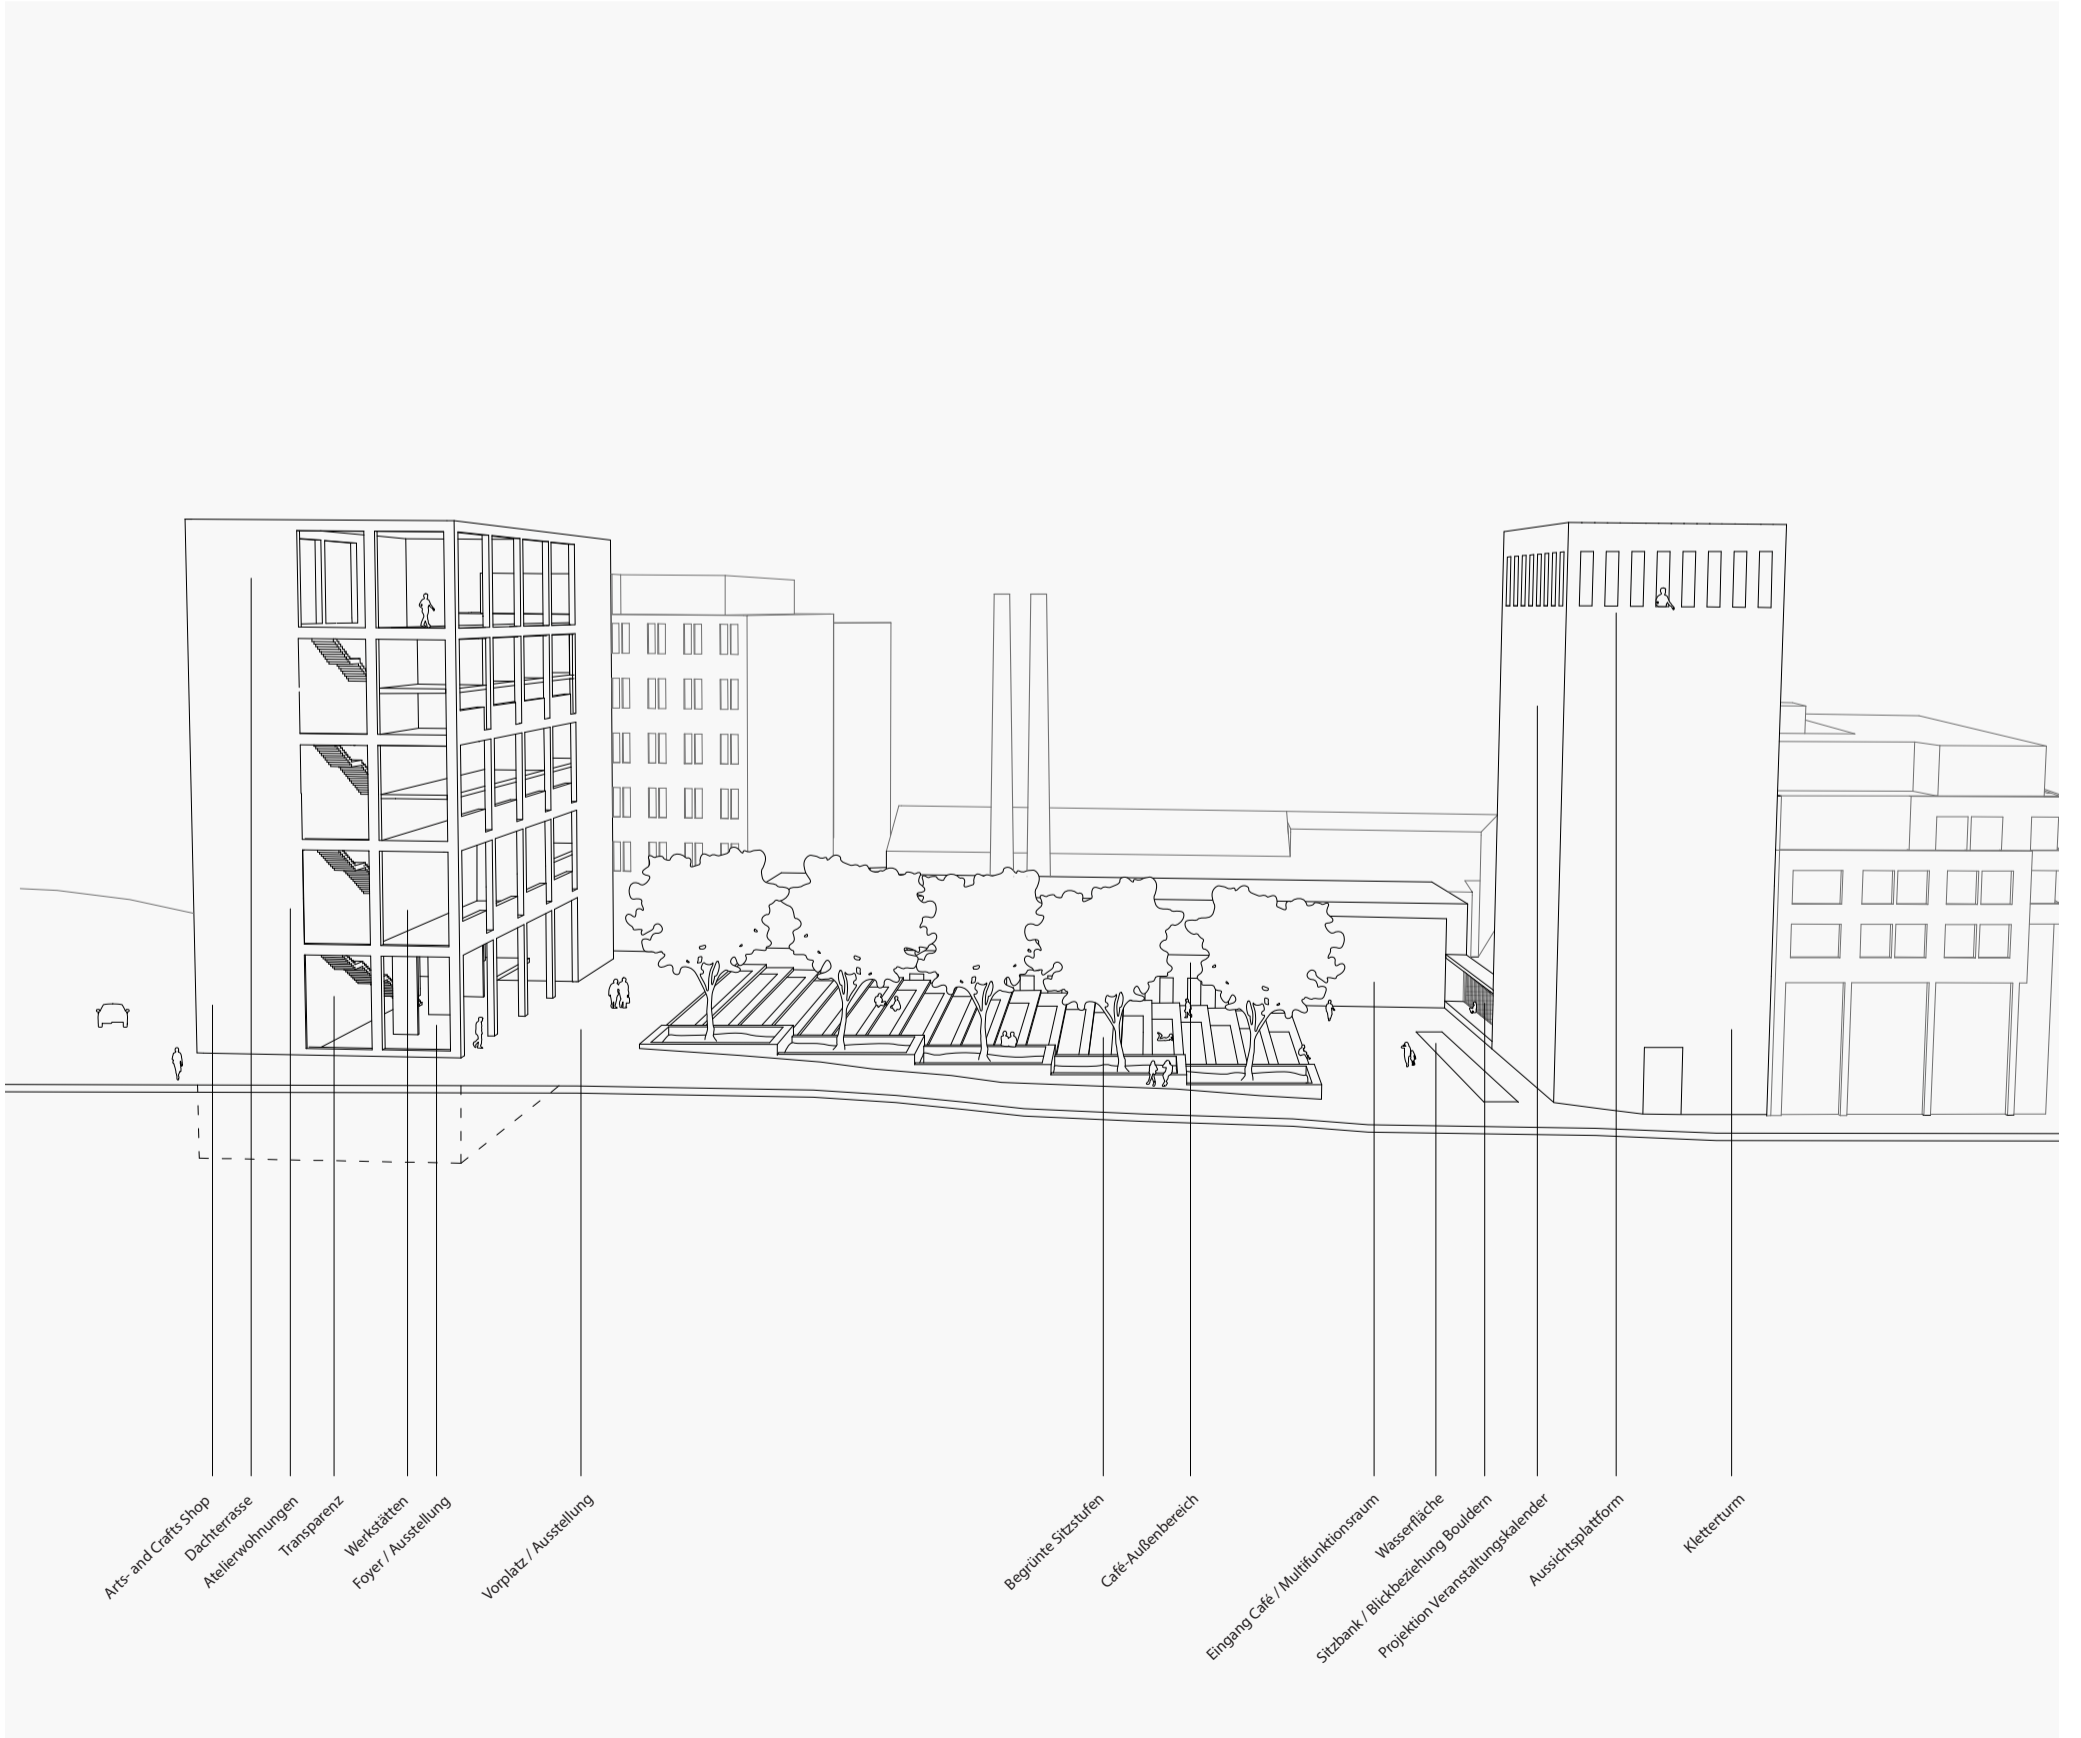 Arts- and Crafts Shop
Dachterrasse
Atelierwohnungen
Transparenz
Werkstätten
Foyer / Ausstellung
Vorplatz / Ausstellung
Begrünte Sitzstufen
Café-Außenbereich
Eingang Café / Multifunktionsraum
Wasserfläche
Sitzbank / Blickbeziehung Bouldern
Projektion Veranstaltungskalender
Aussichtsplattform
Kletterturm